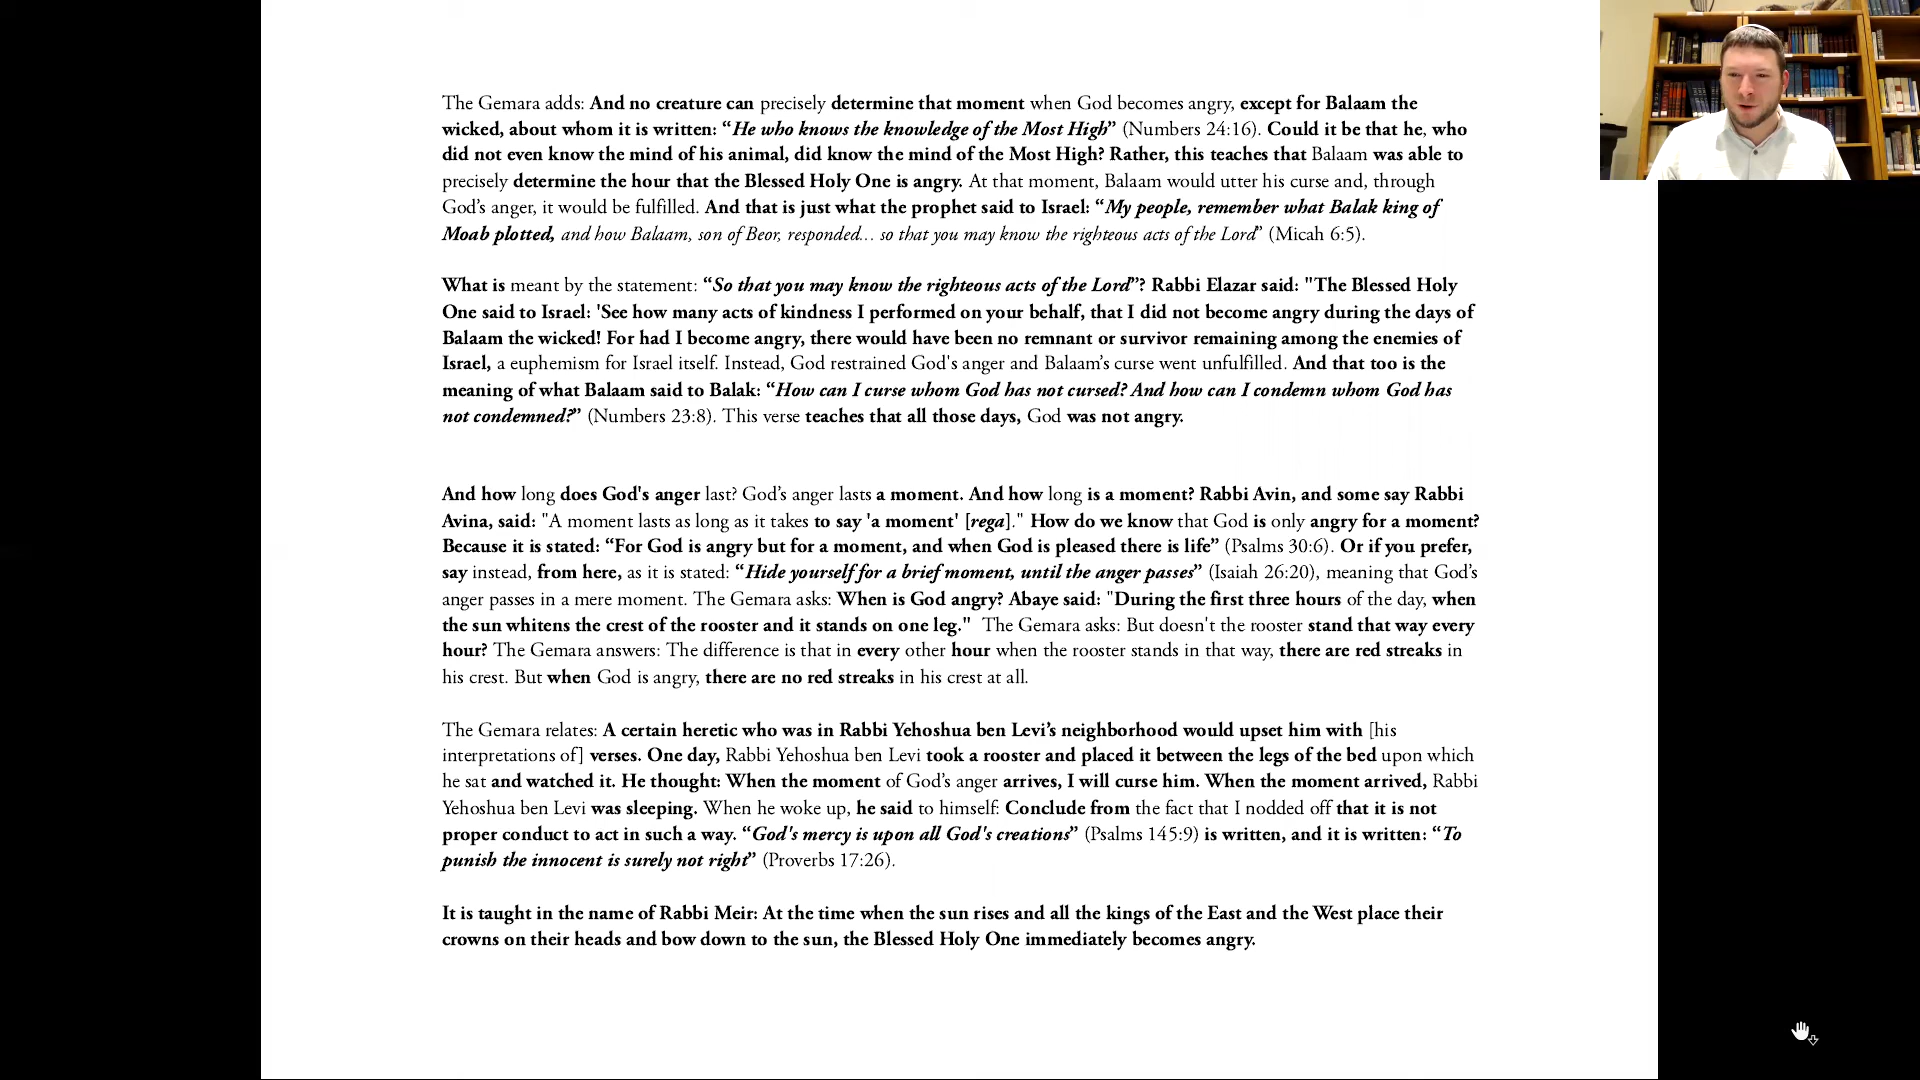 The Gemara adds: And no creature can precisely determine that moment when God becomes angry, except for Balaam the
wicked, about whom it is written: “He who knows the knowledge of the Most High” (Numbers 24:16). Could it be that he, who
did not even know the mind of his animal, did know the mind of the Most High? Rather, this teaches that Balaam was able to
precisely determine the hour that the Blessed Holy One is angry. At that moment, Balaam would utter his curse and, through
God’s anger, it would be fulfilled. And that is just what the prophet said to Israel: “My people, remember what Balak king of
Moab plotted, and how Balaam, son of Beor, responded... so that you may know the righteous acts of the Lord” (Micah 6:5).
What is meant by the statement: “So that you may know the righteous acts of the Lord”? Rabbi Elazar said: "The Blessed Holy
One said to Israel: 'See how many acts of kindness I performed on your behalf, that I did not become angry during the days of
Balaam the wicked! For had I become angry, there would have been no remnant or survivor remaining among the enemies of
Israel, a euphemism for Israel itself. Instead, God restrained God's anger and Balaam’s curse went unfulfilled. And that too is the
meaning of what Balaam said to Balak: “How can I curse whom God has not cursed? And how can I condemn whom God has
not condemned?” (Numbers 23:8). This verse teaches that all those days, God was not angry.
And how long does God's anger last? God’s anger lasts a moment. And how long is a moment? Rabbi Avin, and some say Rabbi
Avina, said: "A moment lasts as long as it takes to say 'a moment' [rega]." How do we know that God is only angry for a moment?
Because it is stated: “For God is angry but for a moment, and when God is pleased there is life” (Psalms 30:6). Or if you prefer,
say instead, from here, as it is stated: “Hide yourself for a brief moment, until the anger passes” (Isaiah 26:20), meaning that God’s
anger passes in a mere moment. The Gemara asks: When is God angry? Abaye said: "During the first three hours of the day, when
the sun whitens the crest of the rooster and it stands on one leg." The Gemara asks: But doesn't the rooster stand that way every
hour? The Gemara answers: The difference is that in every other hour when the rooster stands in that way, there are red streaks in
his crest. But when God is angry, there are no red streaks in his crest at all.
The Gemara relates: A certain heretic who was in Rabbi Yehoshua ben Levi’s neighborhood would upset him with [his
interpretations of] verses. One day, Rabbi Yehoshua ben Levi took a rooster and placed it between the legs of the bed upon which
he sat and watched it. He thought: When the moment of God’s anger arrives, I will curse him. When the moment arrived, Rabbi
Yehoshua ben Levi was sleeping. When he woke up, he said to himself: Conclude from the fact that I nodded off that it is not
proper conduct to act in such a way. “God's mercy is upon all God's creations” (Psalms 145:9) is written, and it is written: “To
punish the innocent is surely not right” (Proverbs 17:26).
It is taught in the name of Rabbi Meir: At the time when the sun rises and all the kings of the East and the West place their
crowns on their heads and bow down to the sun, the Blessed Holy One immediately becomes angry.